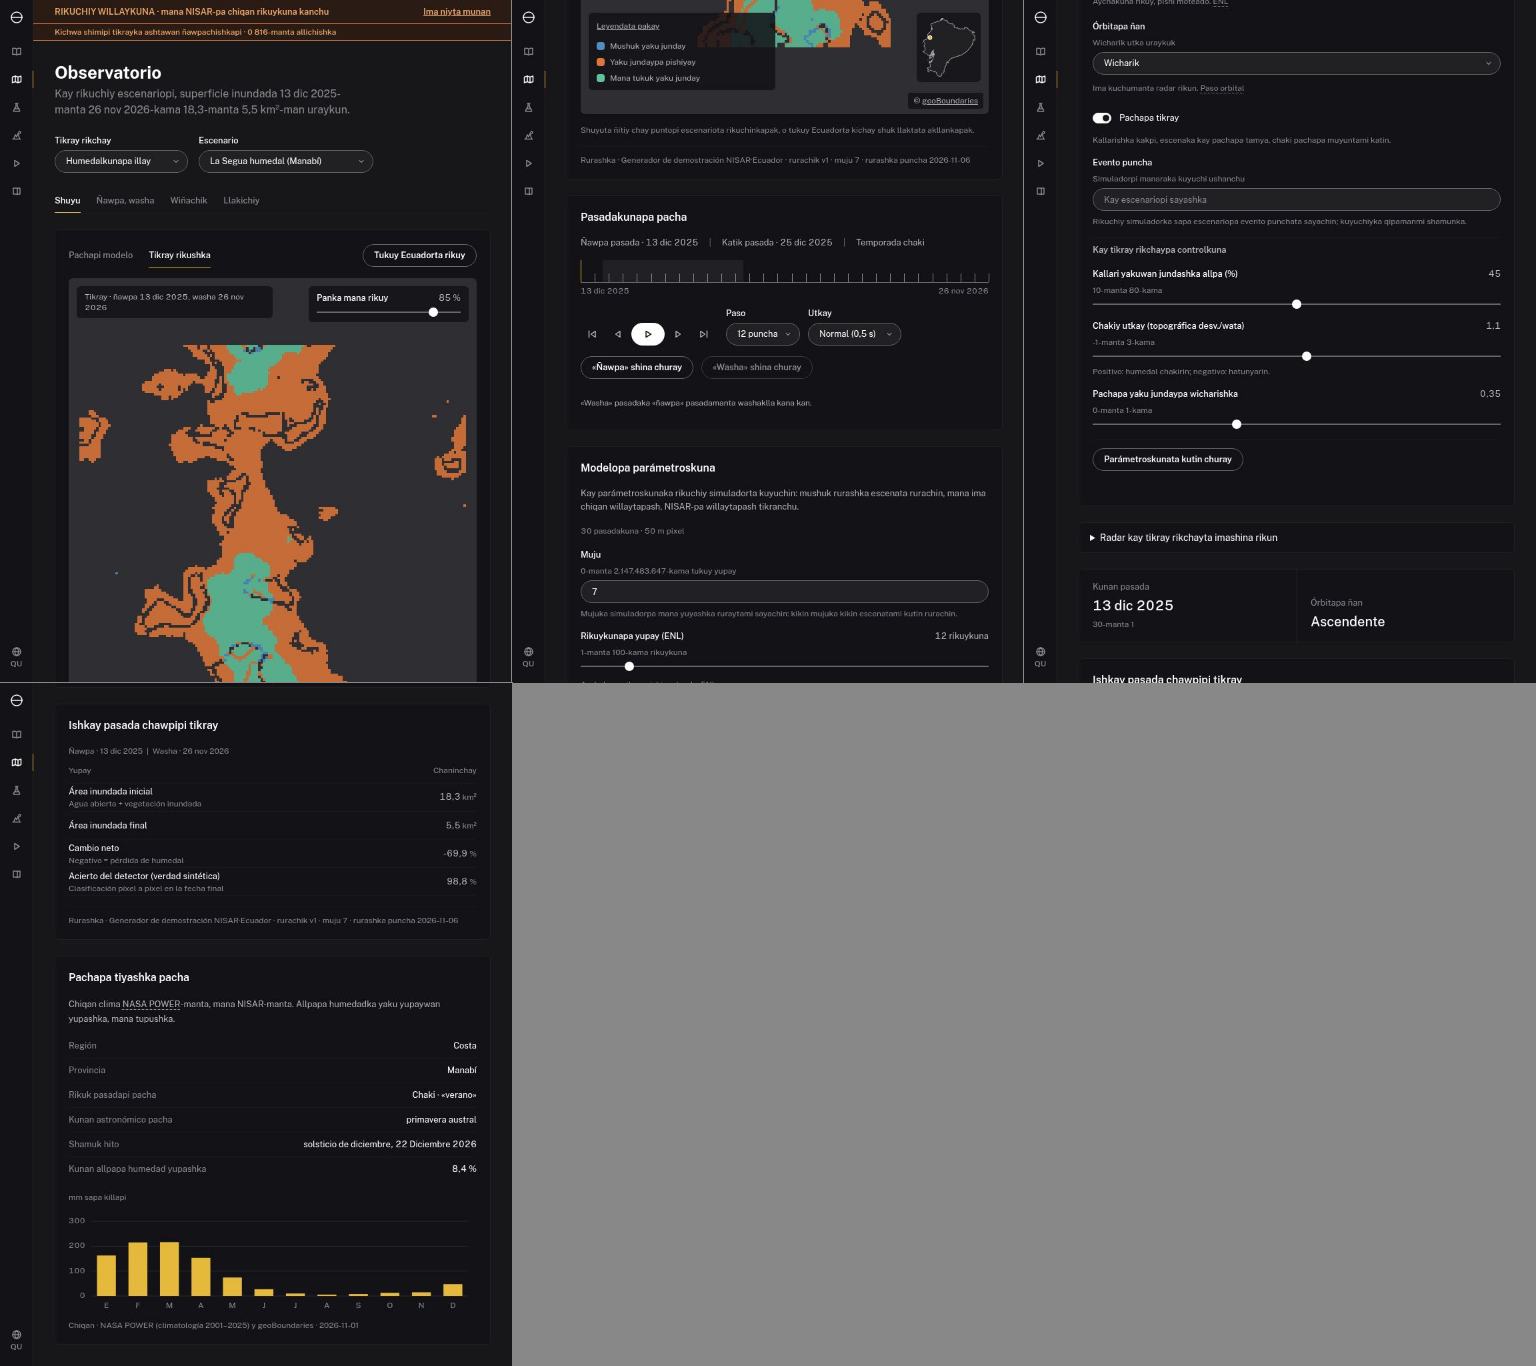 RIKUCHIY WILLAYKUNA · mana NISAR-pa chiqan rikuykuna kanchu
Ima niyta munan
Kichwa shimipi tikrayka ashtawan ñawpachishkapi · 0 816-manta allichishka
Observatorio
Kay rikuchiy escenariopi, superficie inundada 13 dic 2025-
manta 26 nov 2026-kama 18,3-manta 5,5 km²-man uraykun.
Tikray rikchay
Escenario
Humedalkunapa illay
La Segua humedal (Manabí)
Shuyu
Ñawpa, washa
Wiñachik
Llakichiy
Pachapi modelo
Tikray rikushka
Tukuy Ecuadorta rikuy
Tikray · ñawpa 13 dic 2025, washa 26 nov
2026
Panka mana rikuy
85 %
QU
Leyendata pakay
Mushuk yaku junday
Yaku jundaypa pishiyay
Mana tukuk yaku junday
© geoBoundaries
Shuyuta ñitiy chay puntopi escenariota rikuchinkapak, o tukuy Ecuadorta kichay shuk llaktata akllankapak.
Rurashka · Generador de demostración NISAR-Ecuador · rurachik v1 · muju 7 · rurashka puncha 2026-11-06
Pasadakunapa pacha
Ñawpa pasada · 13 dic 2025 | Katik pasada · 25 dic 2025 | Temporada chaki
13 dic 2025
26 nov 2026
Paso
Utkay
12 puncha
Normal (0,5 s)
«Ñawpa» shina churay
«Washa» shina churay
«Washa» pasadaka «ñawpa» pasadamanta washaklla kana kan.
Modelopa parámetroskuna
Kay parámetroskunaka rikuchiy simuladorta kuyuchin: mushuk rurashka escenata rurachin, mana ima
chiqan willaytapash, NISAR-pa willaytapash tikranchu.
30 pasadakuna · 50 m pixel
Muju
0-manta 2.147.483.647-kama tukuy yupay
7
Mujuka simuladorpa mana yuyashka ruraytami sayachin: kikin mujuka kikin escenatami kutin rurachin.
Rikuykunapa yupay (ENL)
12 rikuykuna
1-manta 100-kama rikuykuna
QU
Aychakuna rikuy, pishi moteado. ENL
Órbitapa ñan
Wicharik utka uraykuk
Wicharik
Ima kuchumanta radar rikun. Paso orbital
Pachapa tikray
Kallarishka kakpi, escenaka kay pachapa tamya, chaki pachapa muyuntami katin.
Evento puncha
Simuladorpi manaraka kuyuchi ushanchu
Kay escenariopi sayashka
Rikuchiy simuladorka sapa escenariopa evento punchata sayachin; kuyuchiyka qipamanmi shamunka.
Kay tikray rikchaypa controlkuna
Kallari yakuwan jundashka allpa (%)
45
10-manta 80-kama
Chakiy utkay (topográfica desv./wata)
1,1
-1-manta 3-kama
Positivo: humedal chakirin; negativo: hatunyarin.
Pachapa yaku jundaypa wicharishka
0,35
0-manta 1-kama
Parámetroskunata kutin churay
Radar kay tikray rikchayta imashina rikun
Kunan pasada
13 dic 2025
30-manta 1
Órbitapa ñan
Ascendente
Ishkay pasada chawpipi tikray
QU
Ishkay pasada chawpipi tikray
Ñawpa · 13 dic 2025 | Washa · 26 nov 2026
Yupay
Chaninchay
Área inundada inicial
18,3 km²
Agua abierta + vegetación inundada
Área inundada final
5,5 km²
Cambio neto
-69,9 %
Negativo = pérdida de humedal
Acierto del detector (verdad sintética)
98,8 %
Clasificación píxel a píxel en la fecha final
Rurashka · Generador de demostración NISAR-Ecuador · rurachik v1 · muju 7 · rurashka puncha 2026-11-06
Pachapa tiyashka pacha
Chiqan clima NASA POWER-manta, mana NISAR-manta. Allpapa humedadka yaku yupaywan
yupashka, mana tupushka.
Región
Costa
Provincia
Manabí
Rikuk pasadapi pacha
Chaki · «verano»
Kunan astronómico pacha
primavera austral
Shamuk hito
solsticio de diciembre, 22 Diciembre 2026
Kunan allpapa humedad yupashka
8,4 %
mm sapa killapi
300
200
100
0
E F M A M J J A S O N D
Chiqan · NASA POWER (climatología 2001–2025) y geoBoundaries · 2026-11-01
QU